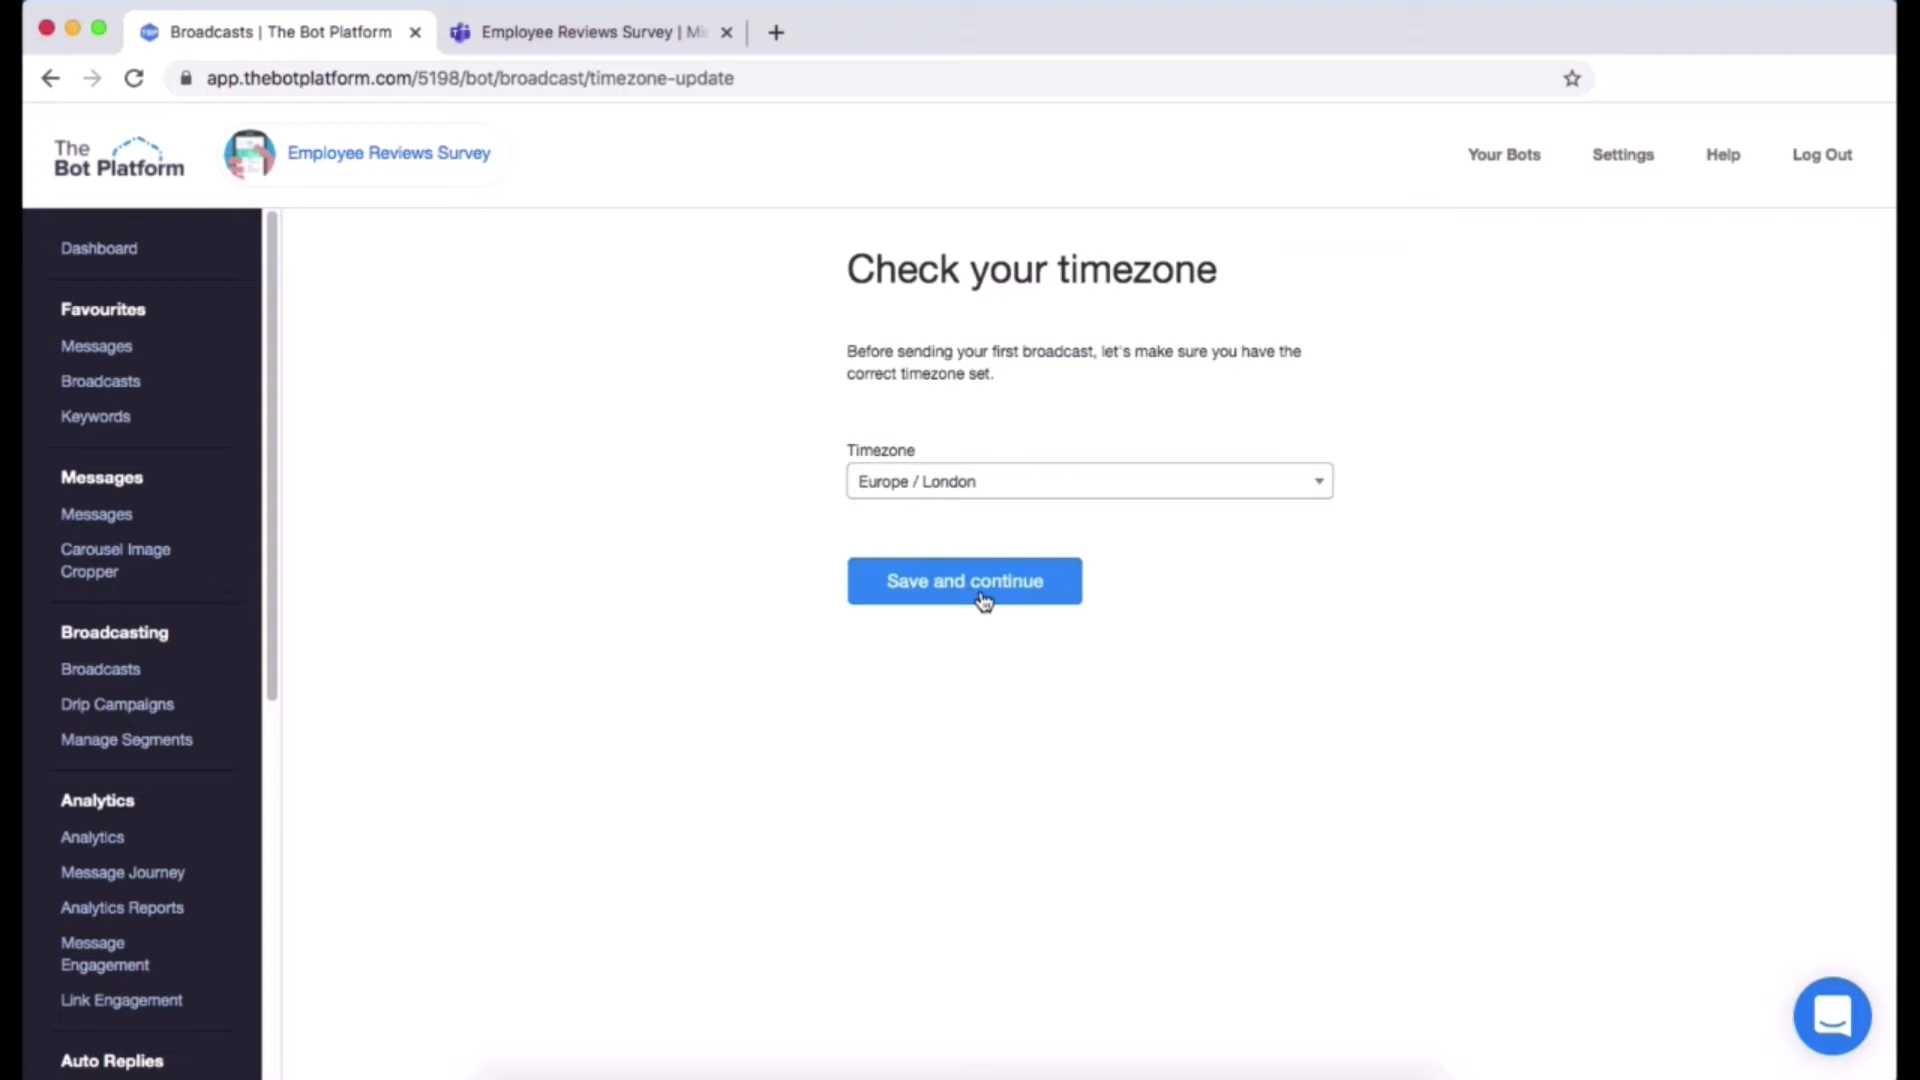 Broadcasts | The Bot Platform
Employee Reviews Survey | Mi
app.thebotplatform.com/5198/bot/broadcast/timezone-update
The
Bot Platform
Employee Reviews Survey
Your Bots
Settings
Help
Log Out
Dashboard
Favourites
Messages
Broadcasts
Keywords
Messages
Messages
Carousel Image
Cropper
Broadcasting
Broadcasts
Drip Campaigns
Manage Segments
Analytics
Analytics
Message Journey
Analytics Reports
Message
Engagement
Link Engagement
Auto Replies
Check your timezone
Before sending your first broadcast, let's make sure you have the
correct timezone set.
Timezone
Europe / London
Save and continue